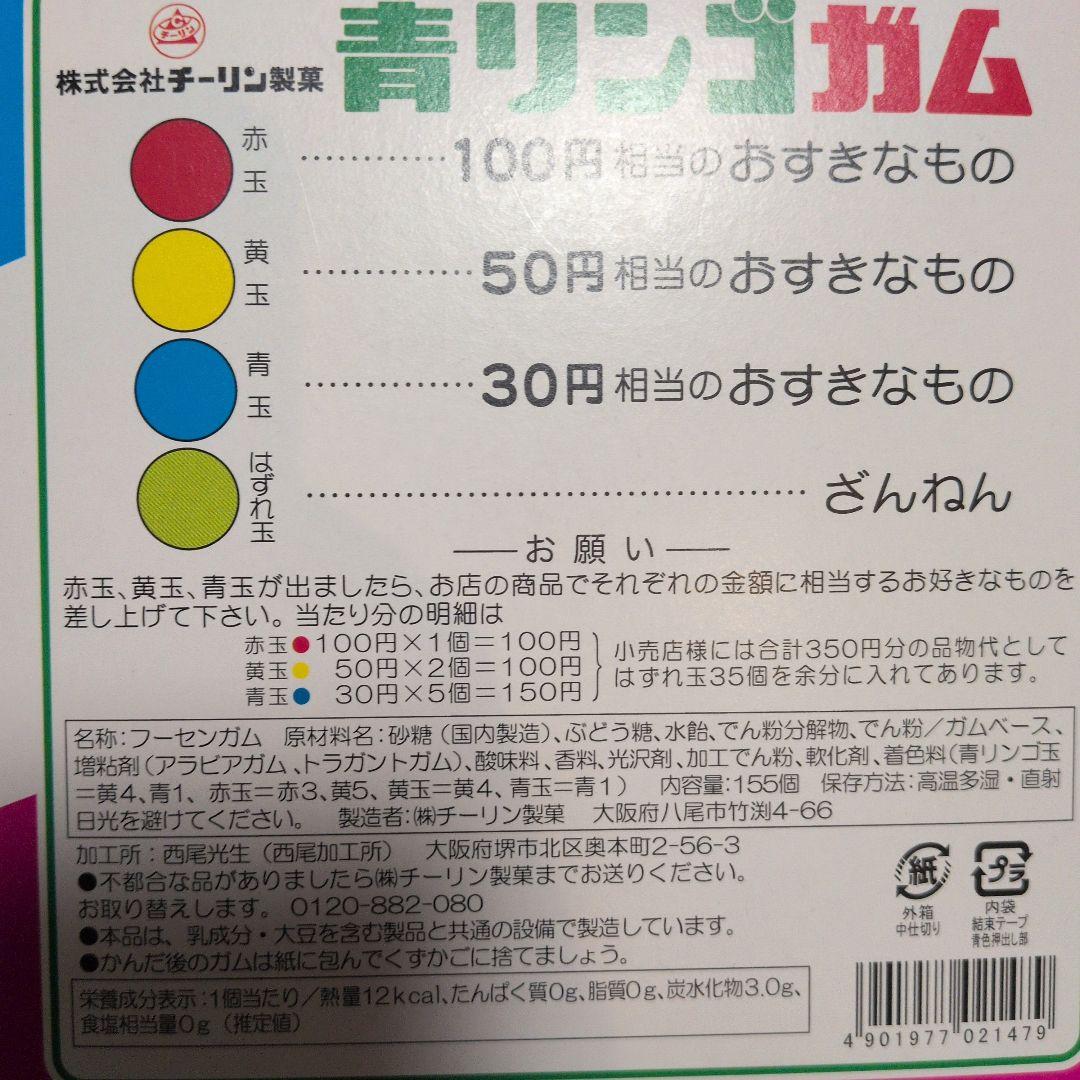 チーリン
株式会社チーリン製菓
青リンゴガム
赤玉 ……………100円相当のおすきなもの
黄玉 ……………50円相当のおすきなもの
青玉 ……………30円相当のおすきなもの
はずれ玉 ……………………………ざんねん
――お願い――
赤玉、黄玉、青玉が出ましたら、お店の商品でそれぞれの金額に相当するお好きなものを
差し上げて下さい。当たり分の明細は
赤玉●100円×1個=100円
黄玉● 50円×2個=100円
青玉● 30円×5個=150円
小売店様には合計350円分の品物代として
はずれ玉35個を余分に入れてあります。
名称:フーセンガム 原材料名:砂糖(国内製造)、ぶどう糖、水飴、でん粉分解物、でん粉/ガムベース、
増粘剤(アラビアガム、トラガントガム)、酸味料、香料、光沢剤、加工でん粉、軟化剤、着色料(青リンゴ玉
=黄4、青1、赤玉=赤3、黄5、黄玉=黄4、青玉=青1) 内容量:155個 保存方法:高温多湿・直射
日光を避けてください。 製造者:㈱チーリン製菓 大阪府八尾市竹渕4-66
加工所:西尾光生(西尾加工所) 大阪府堺市北区奥本町2-56-3
●不都合な品がありましたら㈱チーリン製菓までお送りください。
お取り替えします。 0120-882-080
●本品は、乳成分・大豆を含む製品と共通の設備で製造しています。
●かんだ後のガムは紙に包んでくずかごに捨てましょう。
栄養成分表示:1個当たり/熱量12kcal、たんぱく質0g、脂質0g、炭水化物3.0g、
食塩相当量0g(推定値)
紙
外箱
中仕切り
プラ
内袋
結束テープ
青色押出し部
4 901977 021479